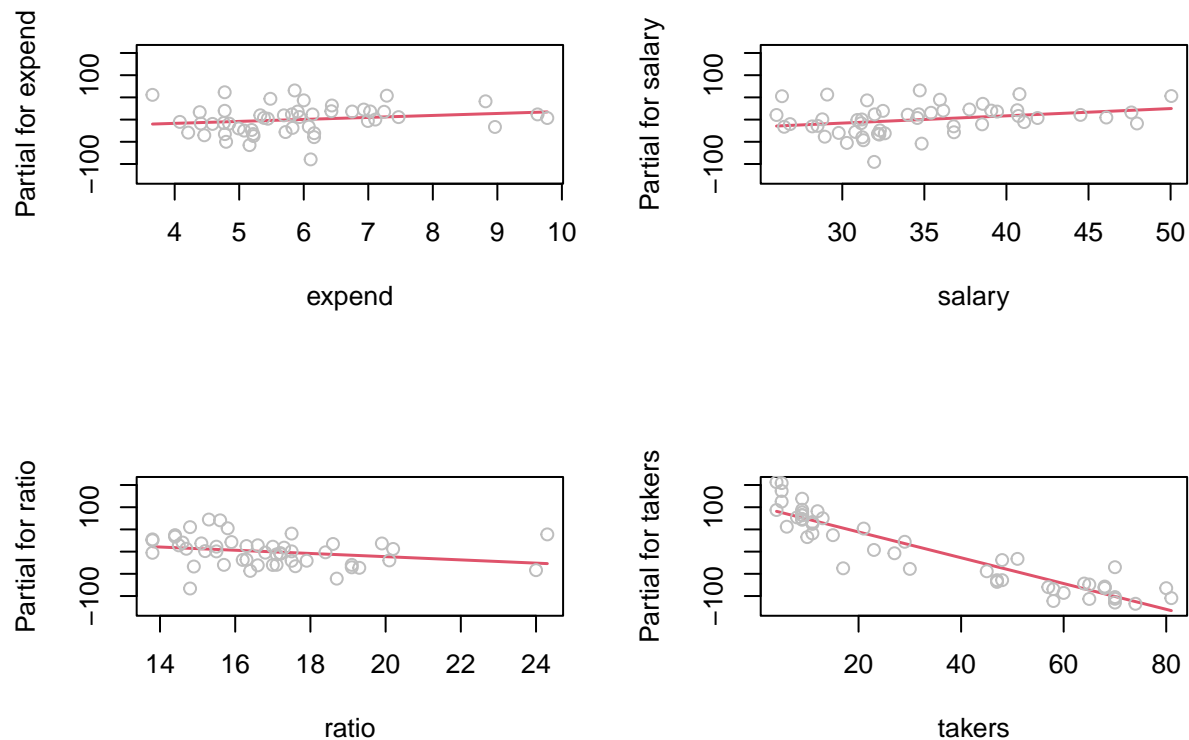 Partial for expend
100
−100
4 5 6 7 8 9 10
expend
Partial for salary
100
−100
30 35 40 45 50
salary
Partial for ratio
100
−100
14 16 18 20 22 24
ratio
Partial for takers
100
−100
20 40 60 80
takers